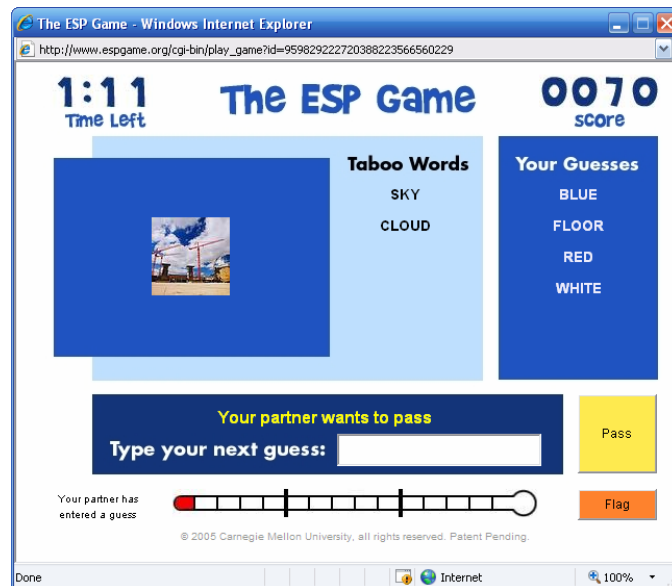 The ESP Game - Windows Internet Explorer
http://www.espgame.org/cgi-bin/play_game?id=9598292227203882235665​60229
1:11
Time Left
The ESP Game
0070
score
Taboo Words
SKY
CLOUD
Your Guesses
BLUE
FLOOR
RED
WHITE
Your partner wants to pass
Type your next guess:
Pass
Your partner has
entered a guess
Flag
© 2005 Carnegie Mellon University, all rights reserved. Patent Pending.
Done
Internet
100%